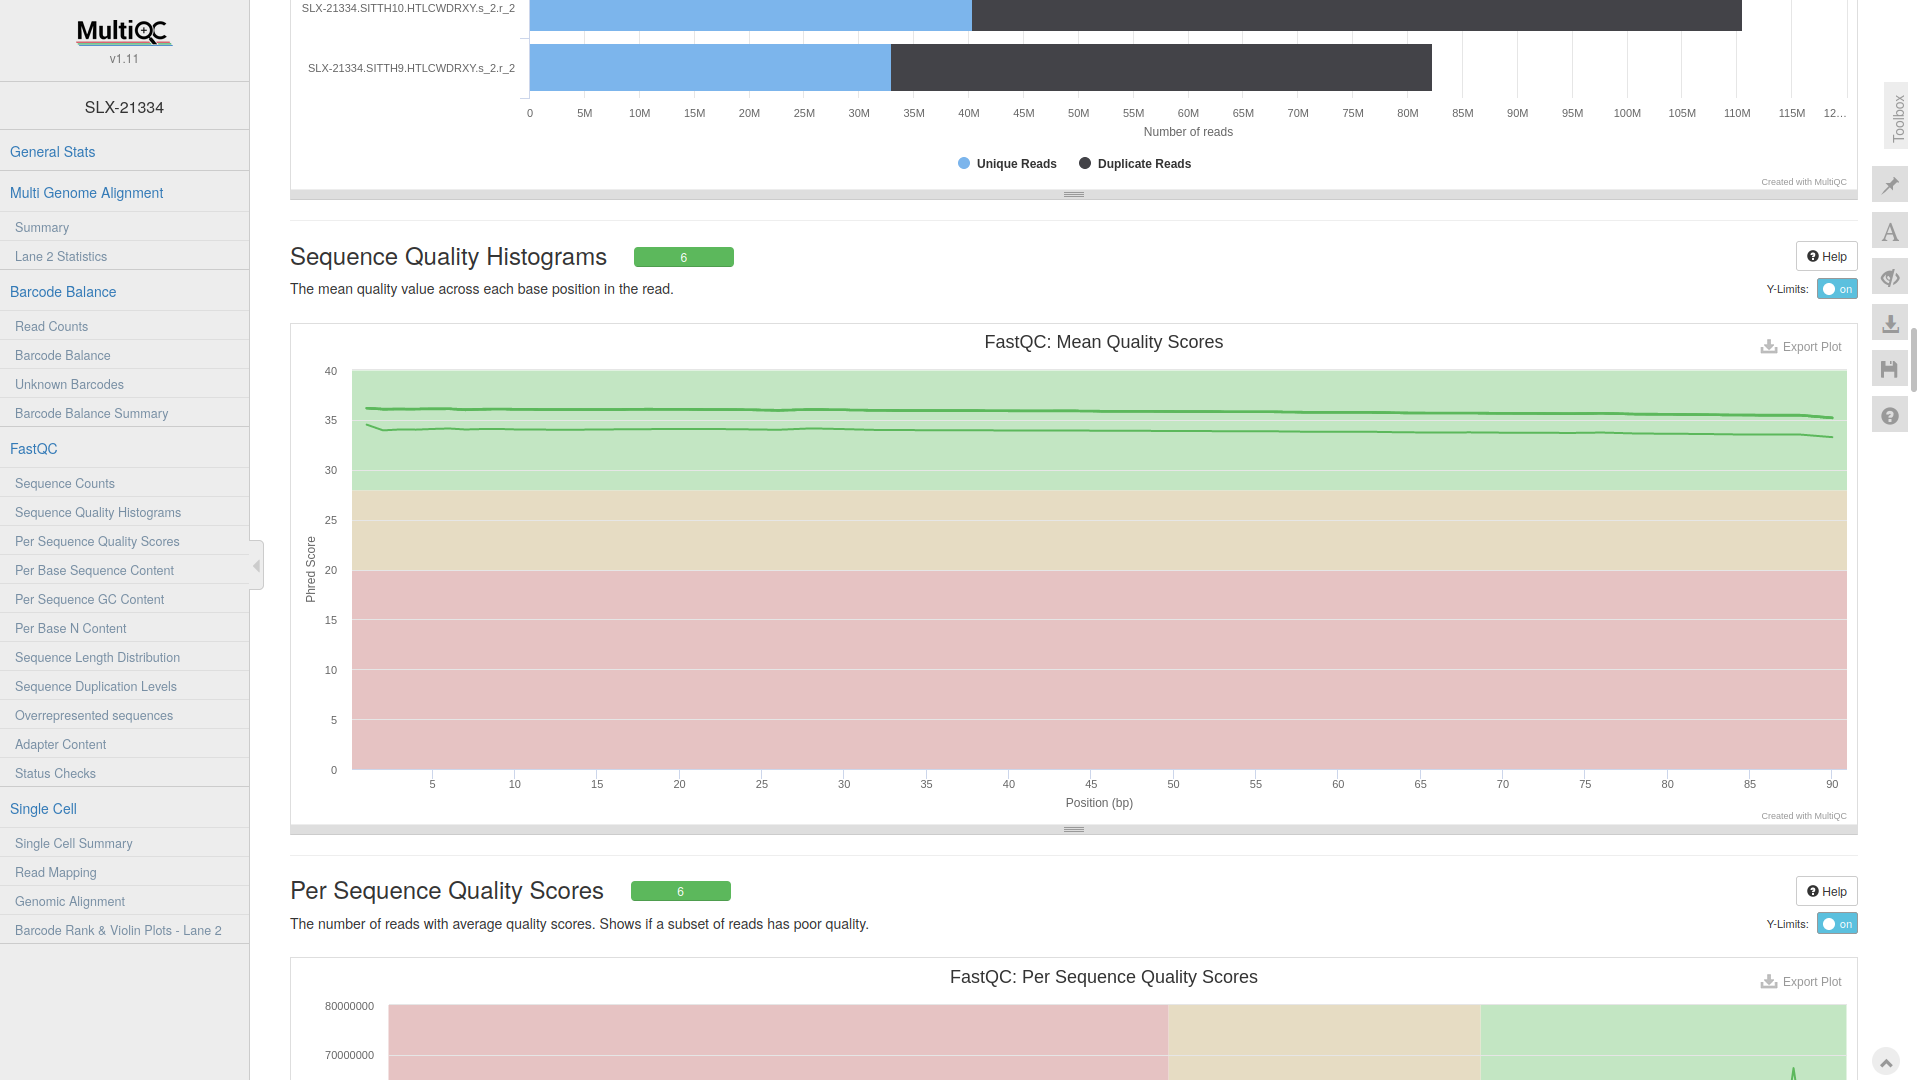 MultiQC
v1.11
SLX-21334
General Stats
Multi Genome Alignment
Summary
Lane 2 Statistics
Barcode Balance
Read Counts
Barcode Balance
Unknown Barcodes
Barcode Balance Summary
FastQC
Sequence Counts
Sequence Quality Histograms
Per Sequence Quality Scores
Per Base Sequence Content
Per Sequence GC Content
Per Base N Content
Sequence Length Distribution
Sequence Duplication Levels
Overrepresented sequences
Adapter Content
Status Checks
Single Cell
Single Cell Summary
Read Mapping
Genomic Alignment
Barcode Rank & Violin Plots - Lane 2
SLX-21334.SITTH10.HTLCWDRXY.s_2.r_2
SLX-21334.SITTH9.HTLCWDRXY.s_2.r_2
0 5M 10M 15M 20M 25M 30M 35M 40M 45M 50M 55M 60M 65M 70M 75M 80M 85M 90M 95M 100M 105M 110M 115M 12...
Number of reads
Unique Reads Duplicate Reads
Created with MultiQC
Sequence Quality Histograms 6
Help
The mean quality value across each base position in the read.
Y-Limits: on
FastQC: Mean Quality Scores
Export Plot
40
35
30
25
20
15
10
5
0
Phred Score
5 10 15 20 25 30 35 40 45 50 55 60 65 70 75 80 85 90
Position (bp)
Created with MultiQC
Per Sequence Quality Scores 6
Help
The number of reads with average quality scores. Shows if a subset of reads has poor quality.
Y-Limits: on
FastQC: Per Sequence Quality Scores
Export Plot
80000000
70000000
Toolbox
A